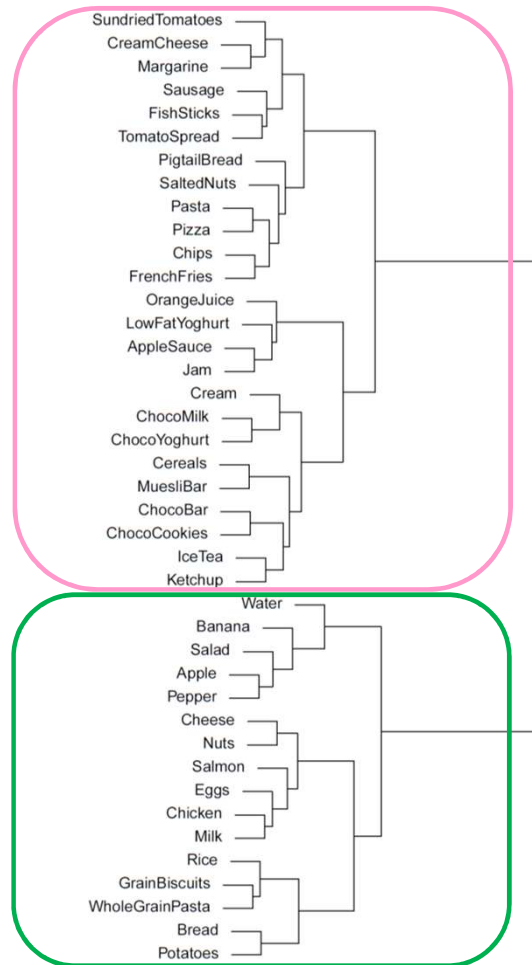 SundriedTomatoes
CreamCheese
Margarine
Sausage
FishSticks
TomatoSpread
PigtailBread
SaltedNuts
Pasta
Pizza
Chips
FrenchFries
OrangeJuice
LowFatYoghurt
AppleSauce
Jam
Cream
ChocoMilk
ChocoYoghurt
Cereals
MuesliBar
ChocoBar
ChocoCookies
IceTea
Ketchup
Water
Banana
Salad
Apple
Pepper
Cheese
Nuts
Salmon
Eggs
Chicken
Milk
Rice
GrainBiscuits
WholeGrainPasta
Bread
Potatoes